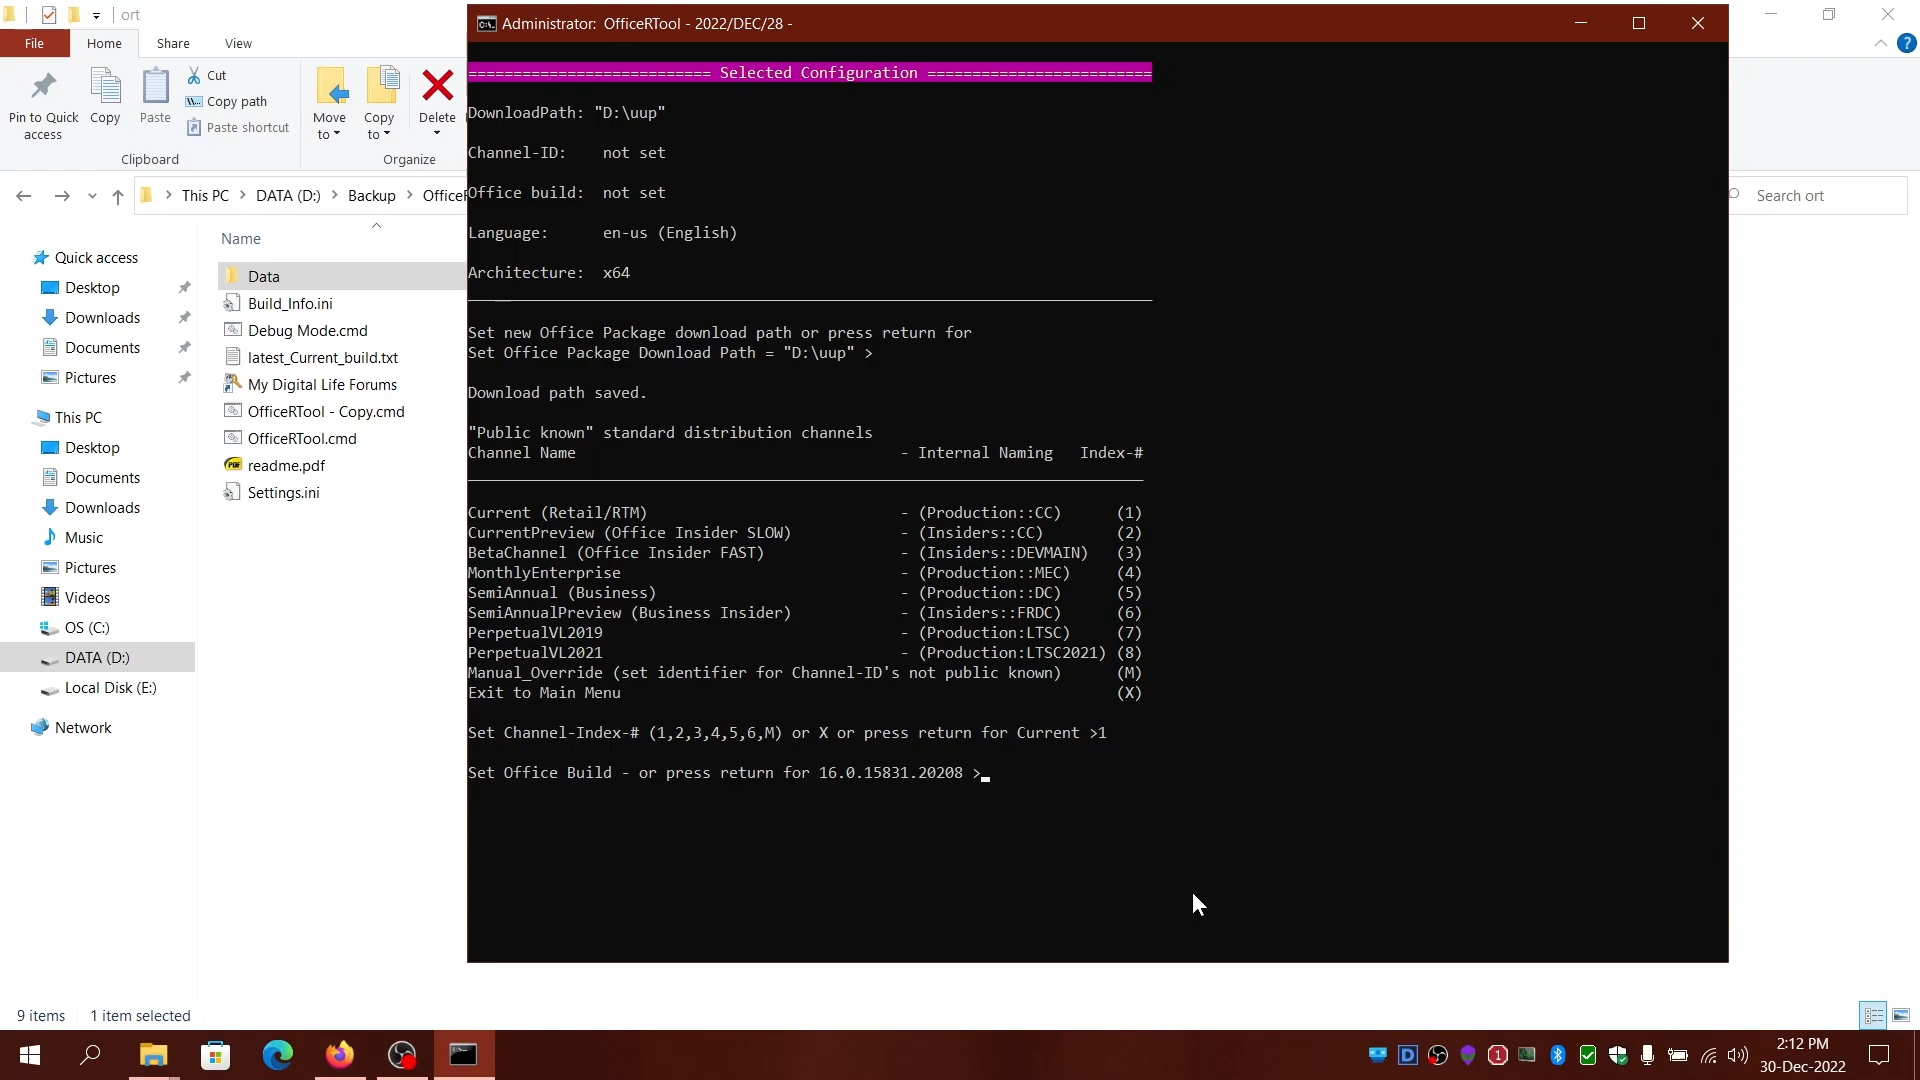 ort
File
Home
Share
View
Pin to Quick access
Copy
Paste
Cut
Copy path
Paste shortcut
Clipboard
Move to
Copy to
Delete
Organize
This PC
DATA (D:)
Backup
Search ort
Quick access
Desktop
Downloads
Documents
Pictures
This PC
Desktop
Documents
Downloads
Music
Pictures
Videos
OS (C:)
DATA (D:)
Local Disk (E:)
Network
Name
Data
Build_Info.ini
Debug Mode.cmd
latest_Current_build.txt
My Digital Life Forums
OfficeRTool - Copy.cmd
OfficeRTool.cmd
readme.pdf
Settings.ini
9 items
1 item selected
Administrator: OfficeRTool - 2022/DEC/28 -
=========================== Selected Configuration =========================
DownloadPath: "D:\uup"
Channel-ID: not set
Office build: not set
Language: en-us (English)
Architecture: x64
Set new Office Package download path or press return for
Set Office Package Download Path = "D:\uup" >
Download path saved.
"Public known" standard distribution channels
Channel Name - Internal Naming Index-#
Current (Retail/RTM) - (Production::CC) (1)
CurrentPreview (Office Insider SLOW) - (Insiders::CC) (2)
BetaChannel (Office Insider FAST) - (Insiders::DEVMAIN) (3)
MonthlyEnterprise - (Production::MEC) (4)
SemiAnnual (Business) - (Production::DC) (5)
SemiAnnualPreview (Business Insider) - (Insiders::FRDC) (6)
PerpetualVL2019 - (Production:LTSC) (7)
PerpetualVL2021 - (Production:LTSC2021) (8)
Manual_Override (set identifier for Channel-ID's not public known) (M)
Exit to Main Menu (X)
Set Channel-Index-# (1,2,3,4,5,6,M) or X or press return for Current >1
Set Office Build - or press return for 16.0.15831.20208 >_
2:12 PM
30-Dec-2022